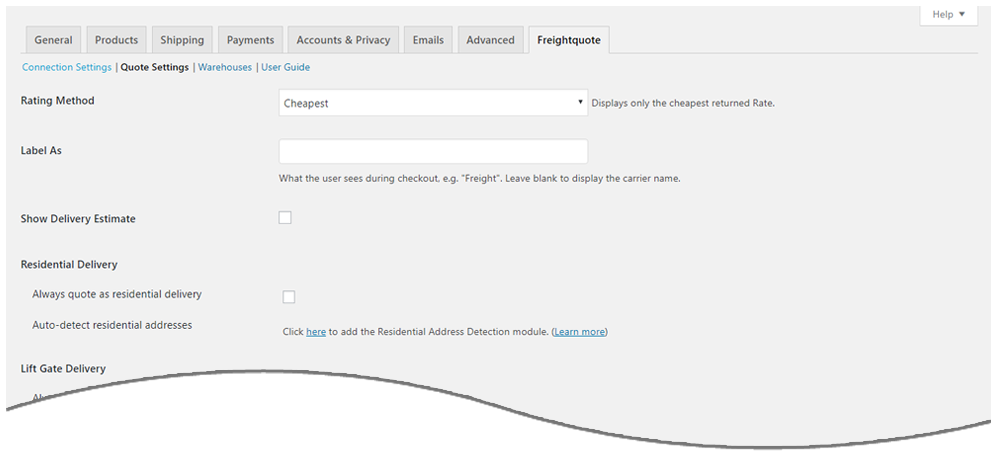 Help ▼
General Products Shipping Payments Accounts & Privacy Emails Advanced Freightquote
Connection Settings | Quote Settings | Warehouses | User Guide
Rating Method Cheapest Displays only the cheapest returned Rate.
Label As
What the user sees during checkout, e.g. "Freight". Leave blank to display the carrier name.
Show Delivery Estimate
Residential Delivery
Always quote as residential delivery
Auto-detect residential addresses Click here to add the Residential Address Detection module. (Learn more)
Lift Gate Delivery